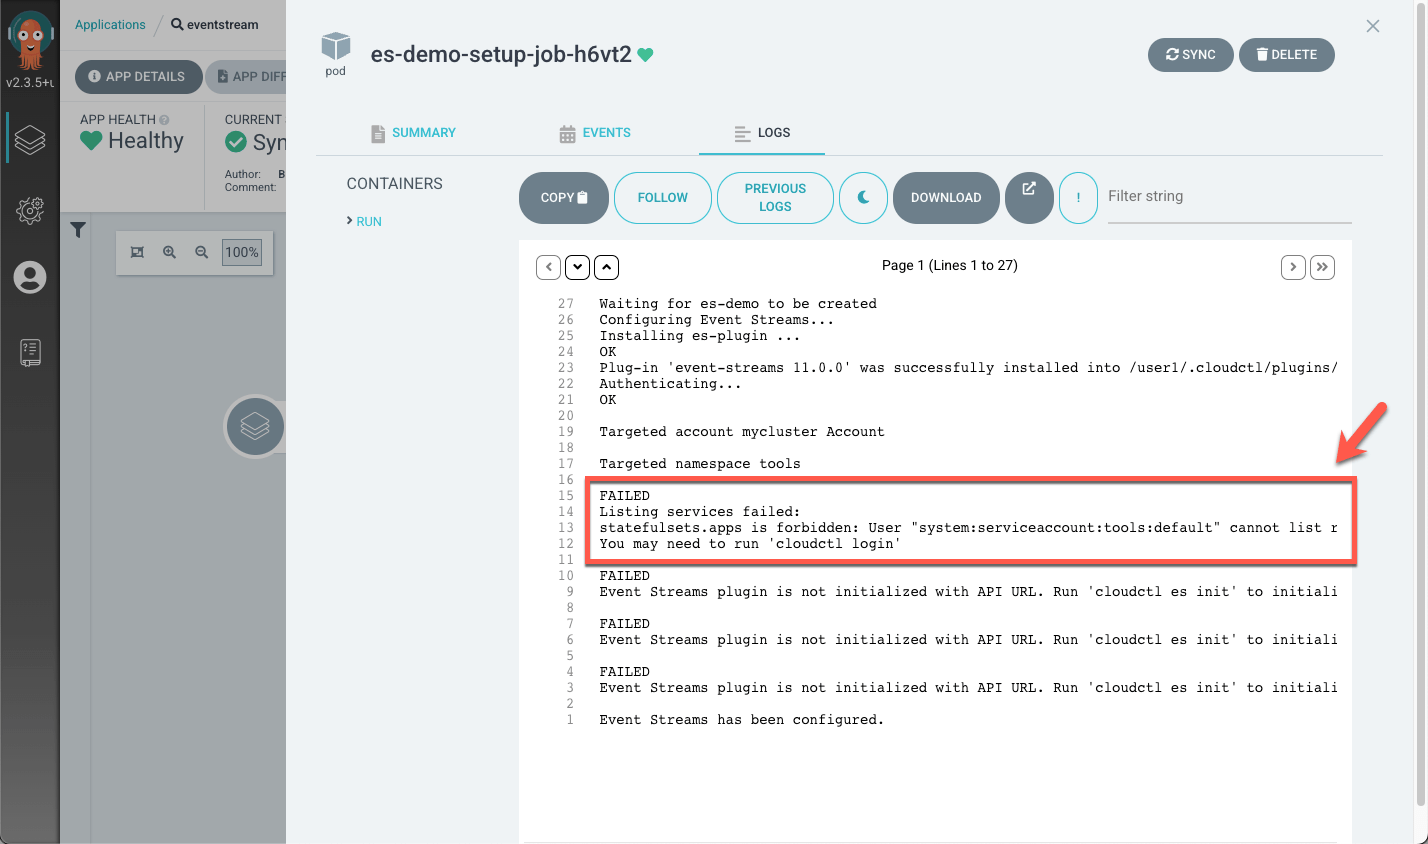 v2.3.5+u
Applications
eventstream
APP DETAILS
APP DIFF
APP HEALTH
Healthy
CURRENT
Syn
Author: B
Comment:
100%
pod
es-demo-setup-job-h6vt2
SYNC
DELETE
SUMMARY
EVENTS
LOGS
CONTAINERS
> RUN
COPY
FOLLOW
PREVIOUS
LOGS
DOWNLOAD
!
Filter string
Page 1 (Lines 1 to 27)
27 Waiting for es-demo to be created
26 Configuring Event Streams...
25 Installing es-plugin ...
24 OK
23 Plug-in 'event-streams 11.0.0' was successfully installed into /user1/.cloudctl/plugins/
22 Authenticating...
21 OK
20
19 Targeted account mycluster Account
18
17 Targeted namespace tools
16
15 FAILED
14 Listing services failed:
13 statefulsets.apps is forbidden: User "system:serviceaccount:tools:default" cannot list r
12 You may need to run 'cloudctl login'
11
10 FAILED
9 Event Streams plugin is not initialized with API URL. Run 'cloudctl es init' to initiali
8
7 FAILED
6 Event Streams plugin is not initialized with API URL. Run 'cloudctl es init' to initiali
5
4 FAILED
3 Event Streams plugin is not initialized with API URL. Run 'cloudctl es init' to initiali
2
1 Event Streams has been configured.